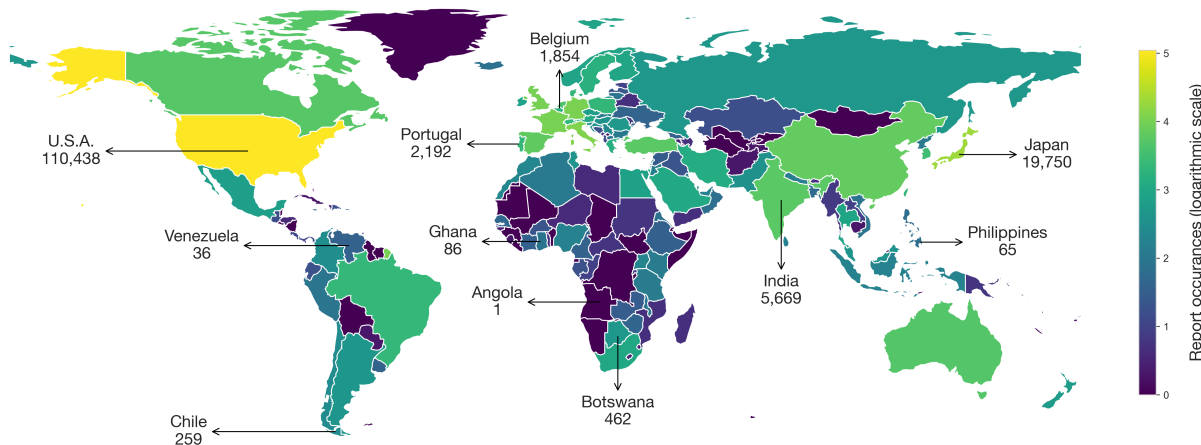 Belgium
1,854
U.S.A.
110,438
Portugal
2,192
Japan
19,750
Venezuela
36
Ghana
86
Philippines
65
India
5,669
Angola
1
Botswana
462
Chile
259
5
4
3
2
1
0
Report occurances (logarithmic scale)